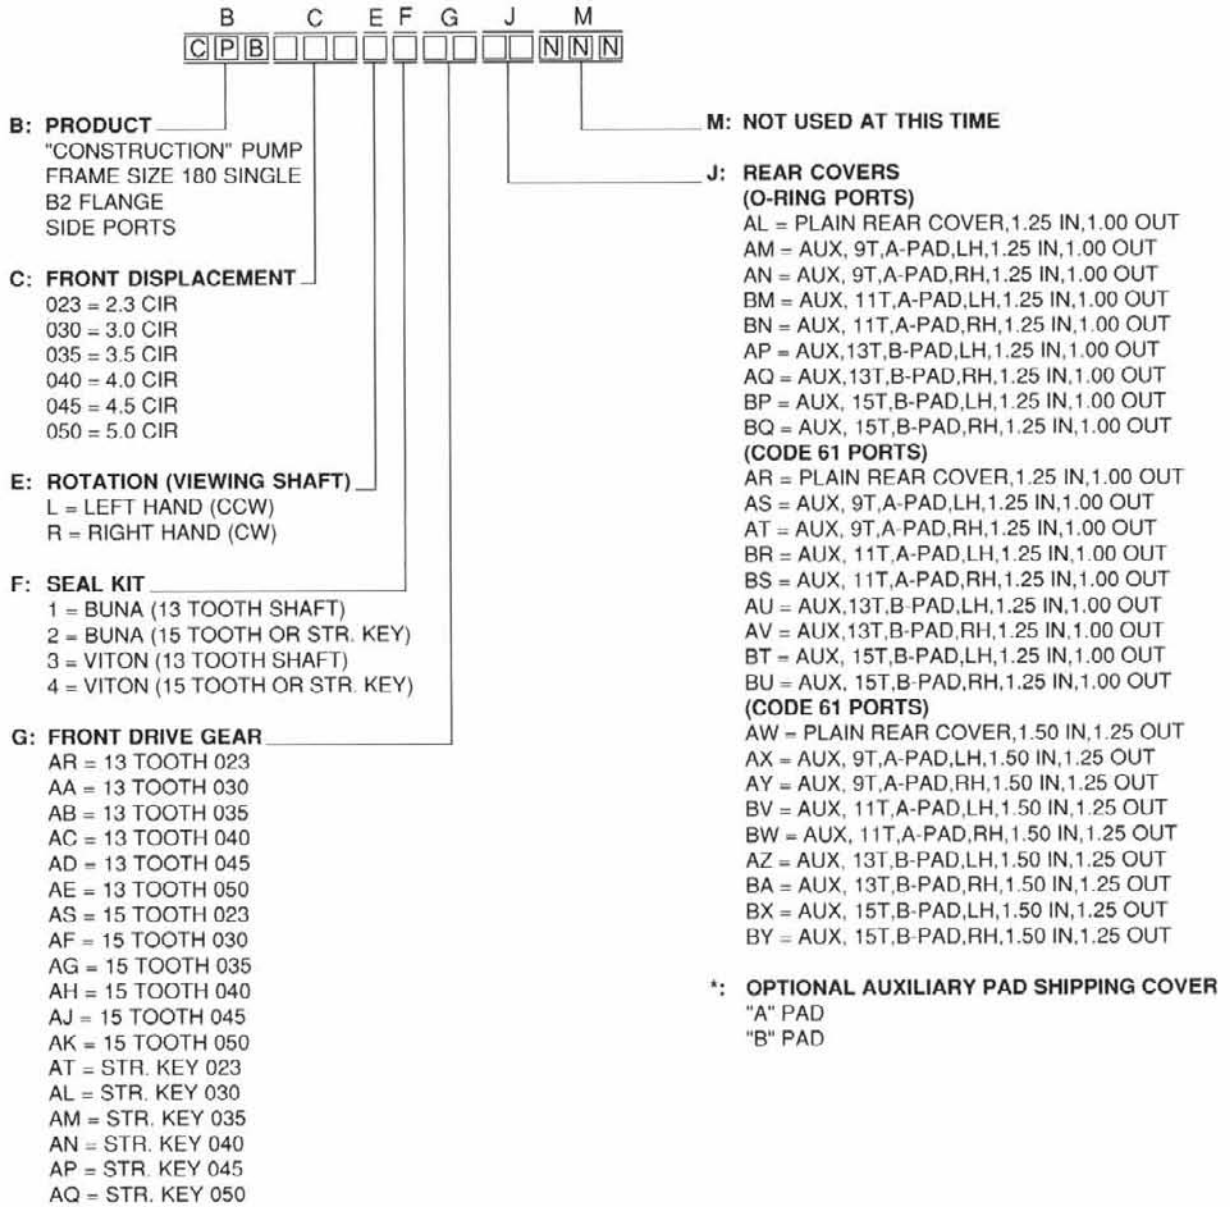 B C E F G J M
C P B N N N
B: PRODUCT
"CONSTRUCTION" PUMP
FRAME SIZE 180 SINGLE
B2 FLANGE
SIDE PORTS
C: FRONT DISPLACEMENT
023 = 2.3 CIR
030 = 3.0 CIR
035 = 3.5 CIR
040 = 4.0 CIR
045 = 4.5 CIR
050 = 5.0 CIR
E: ROTATION (VIEWING SHAFT)
L = LEFT HAND (CCW)
R = RIGHT HAND (CW)
F: SEAL KIT
1 = BUNA (13 TOOTH SHAFT)
2 = BUNA (15 TOOTH OR STR. KEY)
3 = VITON (13 TOOTH SHAFT)
4 = VITON (15 TOOTH OR STR. KEY)
G: FRONT DRIVE GEAR
AR = 13 TOOTH 023
AA = 13 TOOTH 030
AB = 13 TOOTH 035
AC = 13 TOOTH 040
AD = 13 TOOTH 045
AE = 13 TOOTH 050
AS = 15 TOOTH 023
AF = 15 TOOTH 030
AG = 15 TOOTH 035
AH = 15 TOOTH 040
AJ = 15 TOOTH 045
AK = 15 TOOTH 050
AT = STR. KEY 023
AL = STR. KEY 030
AM = STR. KEY 035
AN = STR. KEY 040
AP = STR. KEY 045
AQ = STR. KEY 050
M: NOT USED AT THIS TIME
J: REAR COVERS
(O-RING PORTS)
AL = PLAIN REAR COVER,1.25 IN,1.00 OUT
AM = AUX, 9T,A-PAD,LH,1.25 IN,1.00 OUT
AN = AUX, 9T,A-PAD,RH,1.25 IN,1.00 OUT
BM = AUX, 11T,A-PAD,LH,1.25 IN,1.00 OUT
BN = AUX, 11T,A-PAD,RH,1.25 IN,1.00 OUT
AP = AUX,13T,B-PAD,LH,1.25 IN,1.00 OUT
AQ = AUX,13T,B-PAD,RH,1.25 IN,1.00 OUT
BP = AUX, 15T,B-PAD,LH,1.25 IN,1.00 OUT
BQ = AUX, 15T,B-PAD,RH,1.25 IN,1.00 OUT
(CODE 61 PORTS)
AR = PLAIN REAR COVER,1.25 IN,1.00 OUT
AS = AUX, 9T,A-PAD,LH,1.25 IN,1.00 OUT
AT = AUX, 9T,A-PAD,RH,1.25 IN,1.00 OUT
BR = AUX, 11T,A-PAD,LH,1.25 IN,1.00 OUT
BS = AUX, 11T,A-PAD,RH,1.25 IN,1.00 OUT
AU = AUX,13T,B-PAD,LH,1.25 IN,1.00 OUT
AV = AUX,13T,B-PAD,RH,1.25 IN,1.00 OUT
BT = AUX, 15T,B-PAD,LH,1.25 IN,1.00 OUT
BU = AUX, 15T,B-PAD,RH,1.25 IN,1.00 OUT
(CODE 61 PORTS)
AW = PLAIN REAR COVER,1.50 IN,1.25 OUT
AX = AUX, 9T,A-PAD,LH,1.50 IN,1.25 OUT
AY = AUX, 9T,A-PAD,RH,1.50 IN,1.25 OUT
BV = AUX, 11T,A-PAD,LH,1.50 IN,1.25 OUT
BW = AUX, 11T,A-PAD,RH,1.50 IN,1.25 OUT
AZ = AUX, 13T,B-PAD,LH,1.50 IN,1.25 OUT
BA = AUX, 13T,B-PAD,RH,1.50 IN,1.25 OUT
BX = AUX, 15T,B-PAD,LH,1.50 IN,1.25 OUT
BY = AUX, 15T,B-PAD,RH,1.50 IN,1.25 OUT
*: OPTIONAL AUXILIARY PAD SHIPPING COVER
"A" PAD
"B" PAD